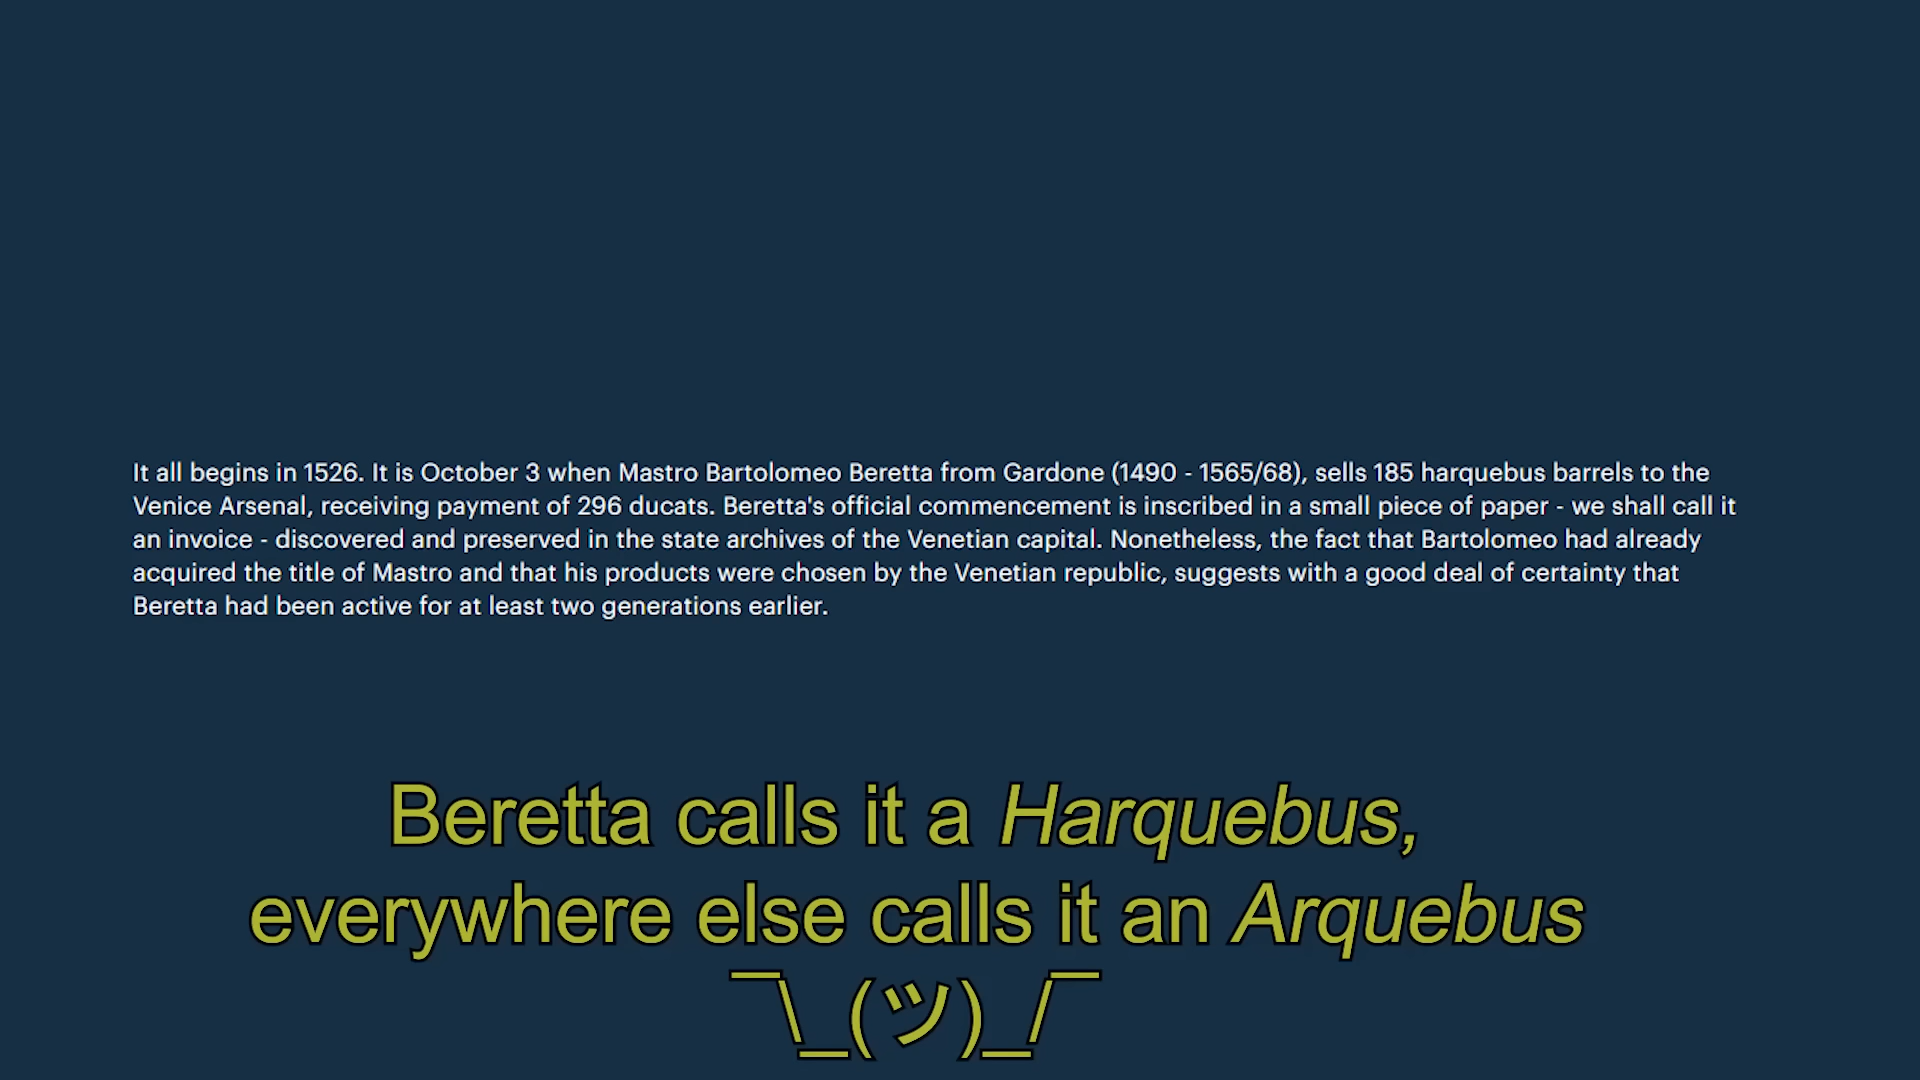 It all begins in 1526. It is October 3 when Mastro Bartolomeo Beretta from Gardone (1490 - 1565/68), sells 185 harquebus barrels to the
Venice Arsenal, receiving payment of 296 ducats. Beretta's official commencement is inscribed in a small piece of paper - we shall call it
an invoice - discovered and preserved in the state archives of the Venetian capital. Nonetheless, the fact that Bartolomeo had already
acquired the title of Mastro and that his products were chosen by the Venetian republic, suggests with a good deal of certainty that
Beretta had been active for at least two generations earlier.
Beretta calls it a Harquebus,
everywhere else calls it an Arquebus
¯\_(ツ)_/¯